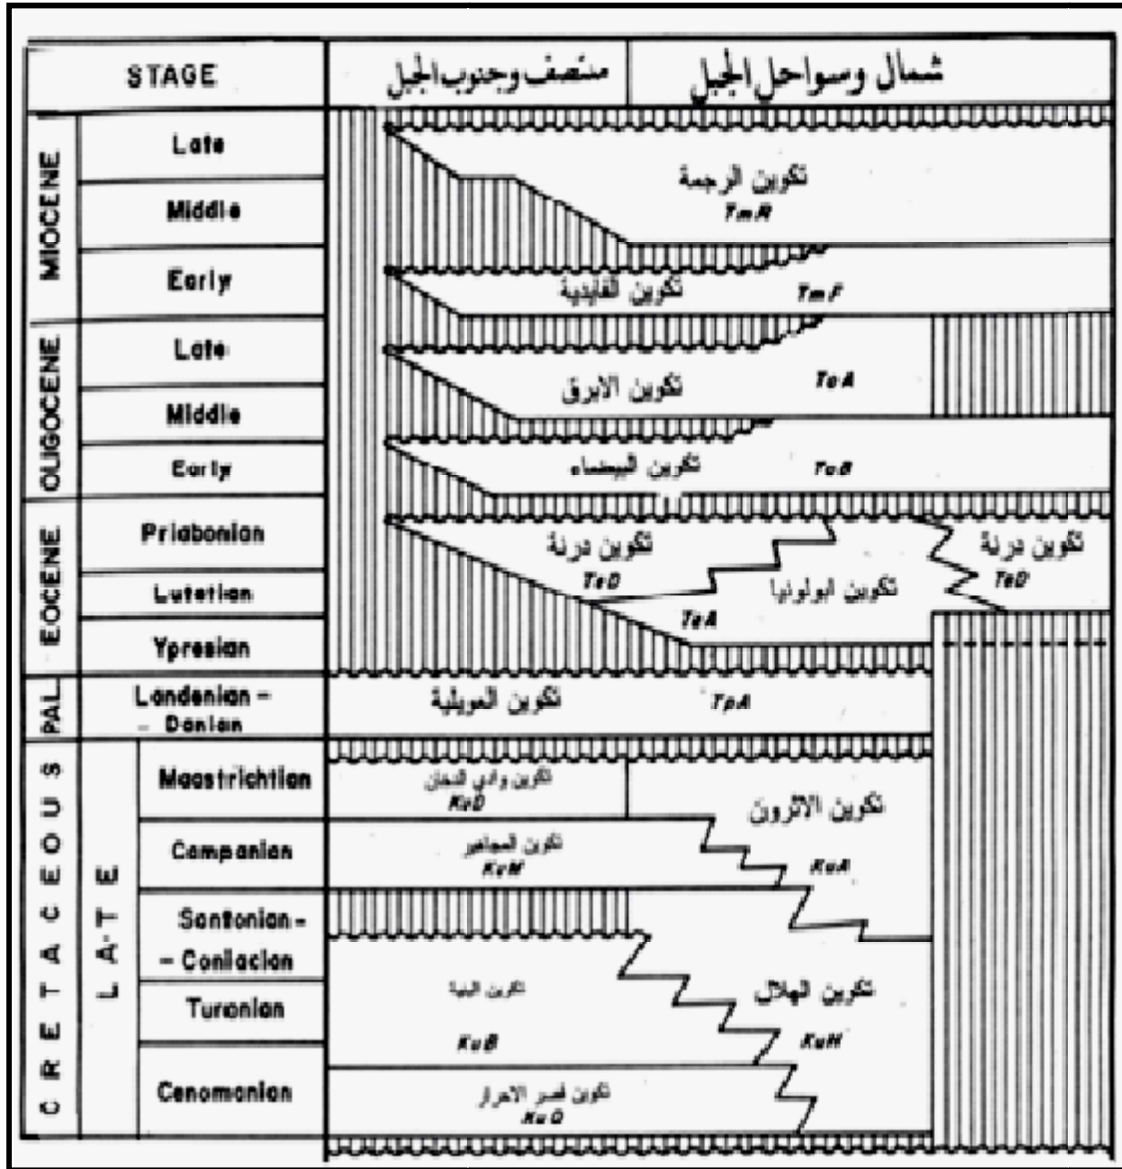 STAGE
منتصف وجنوب الجبل
شمال وسواحل الجبل
MIOCENE
Late
تكوين الرجمة
TmR
Middle
Early
تكوين الفايدية
TmF
OLIGOCENE
Late
تكوين الابرق
ToA
Middle
Early
تكوين البيضاء
ToB
EOCENE
Priabonian
تكوين درنة
TeD
تكوين درنة
TeD
Lutetian
تكوين ابولونيا
TeA
Ypresian
PAL.
Landenian -
- Danian
تكوين العويلية
TpA
CRETACEOUS
LATE
Maastrichtian
تكوين وادي الدخان
KuD
تكوين الاثرون
KuA
Campanian
تكوين المجاهير
KuM
Santonian -
- Coniacian
Turonian
تكوين البنية
KuB
تكوين الهلال
KuH
Cenomanian
تكوين قصر الاحرار
KuQ